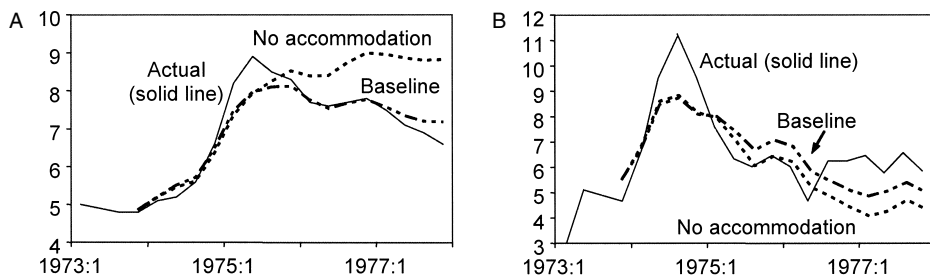 A
10
9
8
7
6
5
4
1973:1
1975:1
1977:1
No accommodation
Actual
(solid line)
Baseline
B
12
11
10
9
8
7
6
5
4
3
1973:1
1975:1
1977:1
Actual (solid line)
Baseline
No accommodation